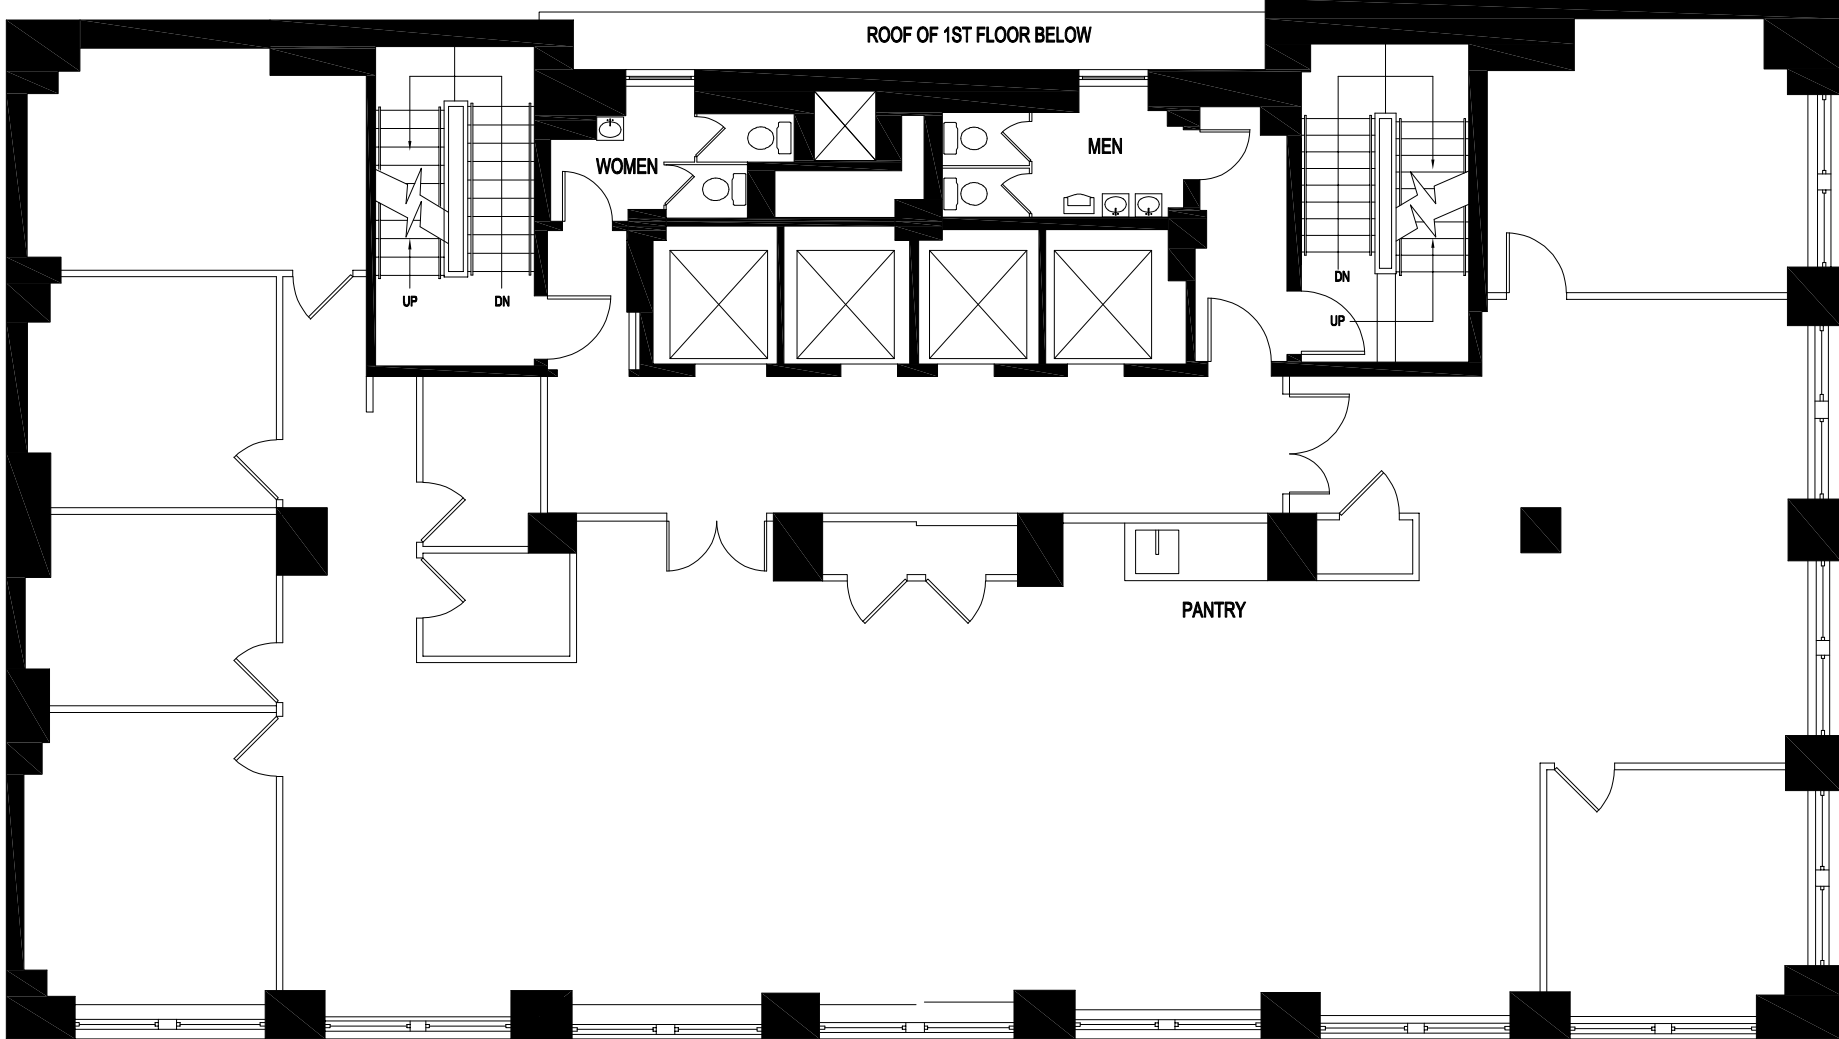 ROOF OF 1ST FLOOR BELOW
MEN
WOMEN
DN
UP
DN
UP
PANTRY